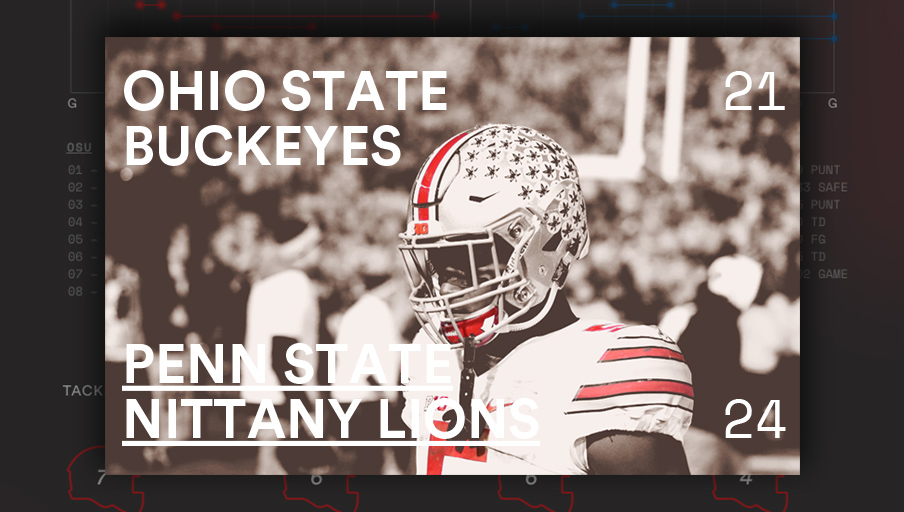 G
G
OSU
01 -
02 -
03 -
04 -
05 -
06 -
07 -
08 -
OHIO STATE
BUCKEYES
21
PENN STATE
NITTANY LIONS
24
PUNT
SAFE
PUNT
TD
FG
TD
GAME
TACK
7
6
6
4